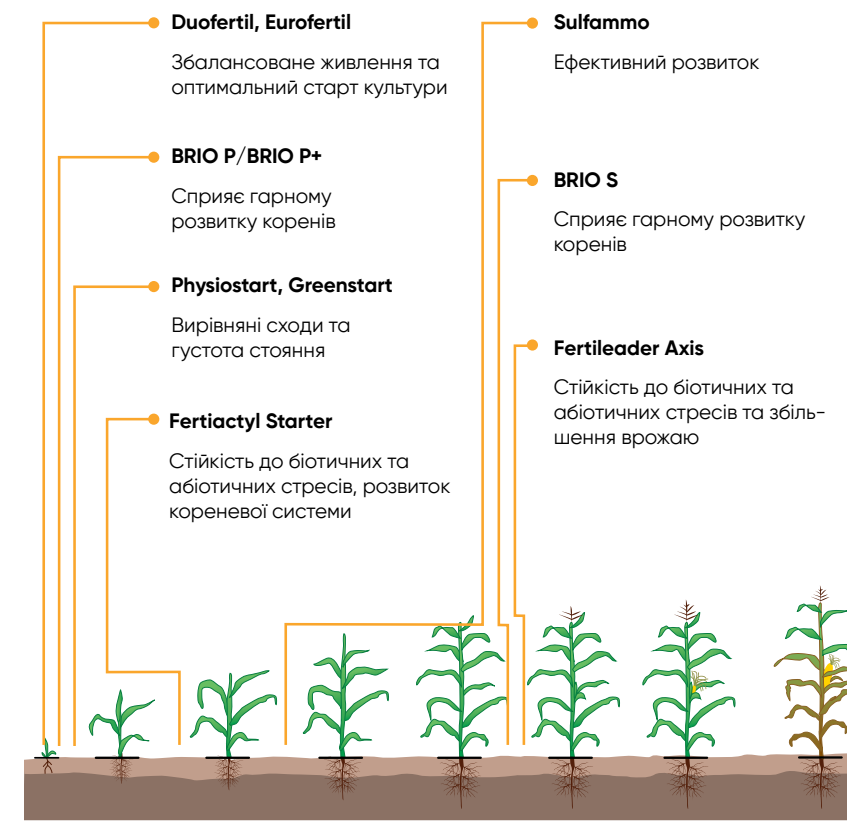 Duofertil, Eurofertil
Збалансоване живлення та
оптимальний старт культури
BRIO P/BRIO P+
Сприяє гарному
розвитку коренів
Physiostart, Greenstart
Вирівняні сходи та
густота стояння
Fertiactyl Starter
Стійкість до біотичних та
абіотичних стресів, розвиток
кореневої системи
Sulfammo
Ефективний розвиток
BRIO S
Сприяє гарному розвитку
коренів
Fertileader Axis
Стійкість до біотичних та
абіотичних стресів та збіль-
шення врожаю